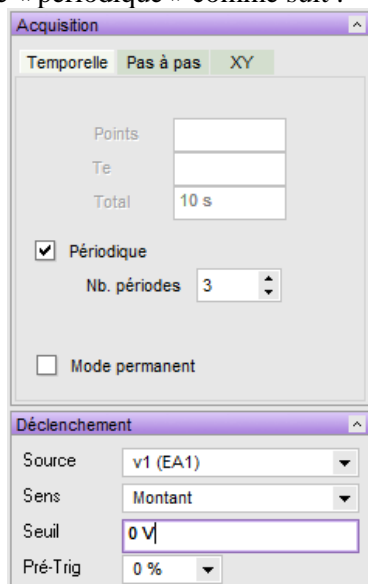 « périodique » comme suit :
Acquisition
Temporelle Pas à pas XY
Points
Te
Total 10 s
Périodique
Nb. périodes 3
Mode permanent
Déclenchement
Source v1 (EA1)
Sens Montant
Seuil 0 V
Pré-Trig 0 %